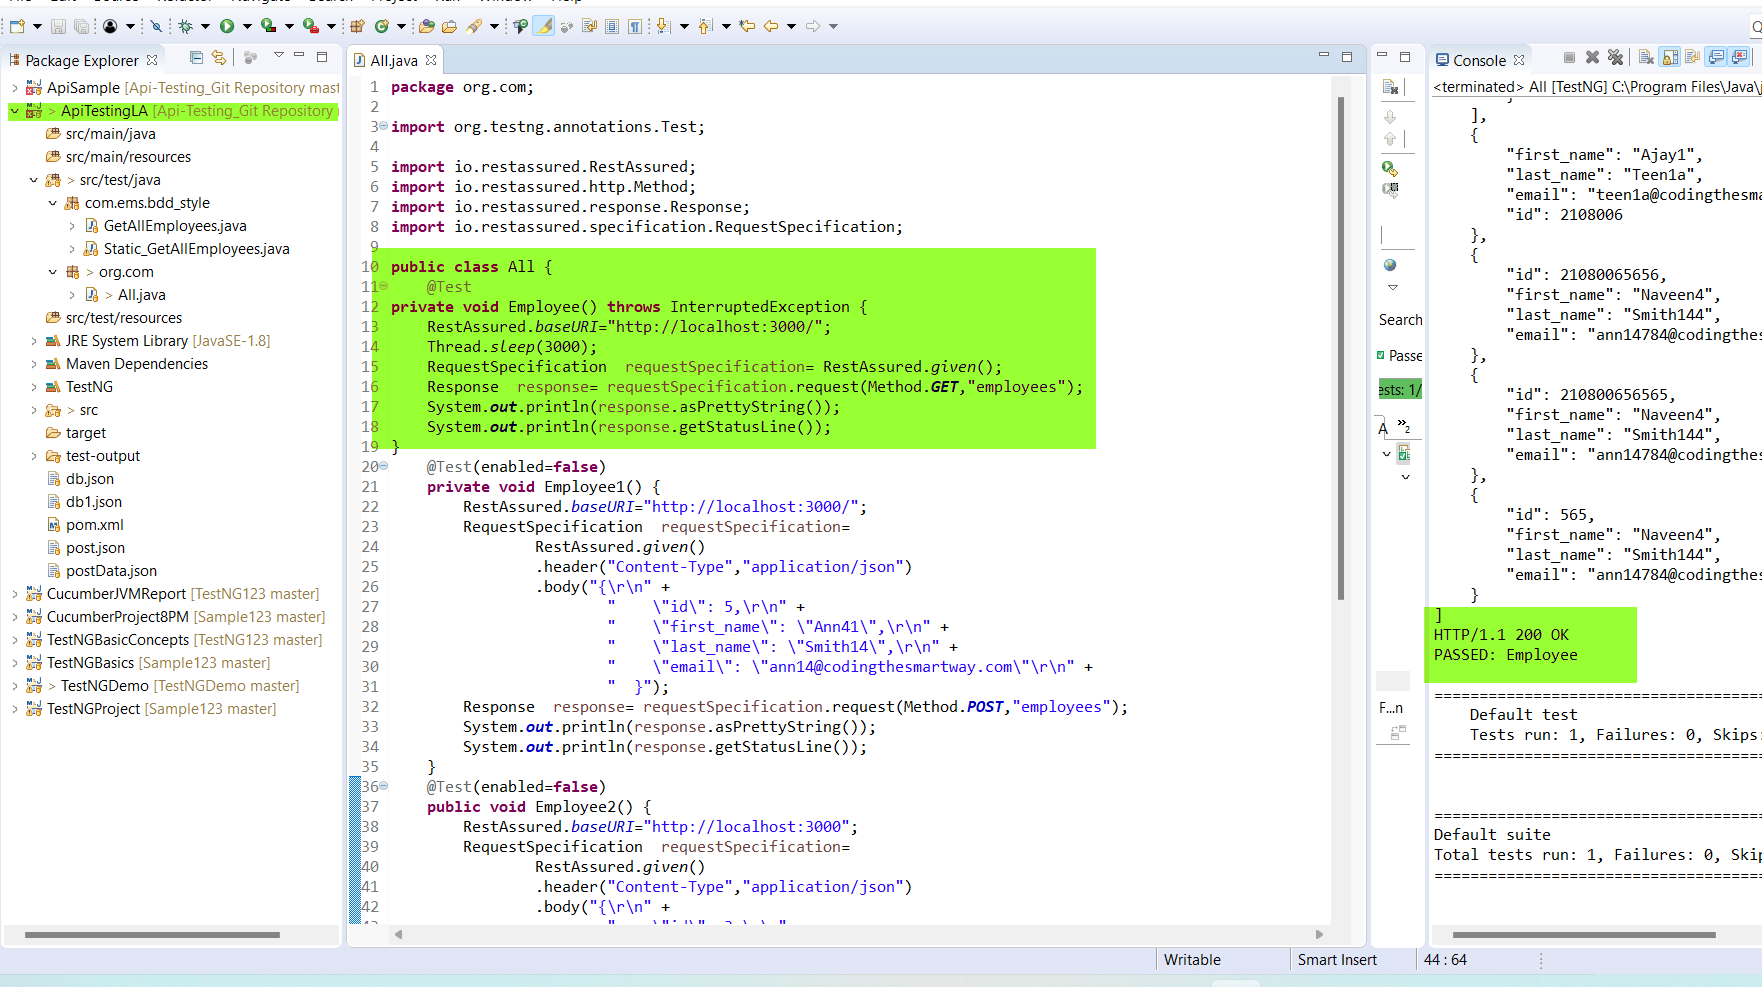 Package Explorer
ApiSample [Api-Testing_Git Repository mast
> ApiTestingLA [Api-Testing_Git Repository
src/main/java
src/main/resources
> src/test/java
com.ems.bdd_style
GetAllEmployees.java
Static_GetAllEmployees.java
> org.com
> All.java
src/test/resources
JRE System Library [JavaSE-1.8]
Maven Dependencies
TestNG
> src
target
test-output
db.json
db1.json
pom.xml
post.json
postData.json
CucumberJVMReport [TestNG123 master]
CucumberProject8PM [Sample123 master]
TestNGBasicConcepts [TestNG123 master]
TestNGBasics [Sample123 master]
> TestNGDemo [TestNGDemo master]
TestNGProject [Sample123 master]
All.java
1 package org.com;
2
3 import org.testng.annotations.Test;
4
5 import io.restassured.RestAssured;
6 import io.restassured.http.Method;
7 import io.restassured.response.Response;
8 import io.restassured.specification.RequestSpecification;
9
10 public class All {
11 @Test
12 private void Employee() throws InterruptedException {
13 RestAssured.baseURI="http://localhost:3000/";
14 Thread.sleep(3000);
15 RequestSpecification requestSpecification= RestAssured.given();
16 Response response= requestSpecification.request(Method.GET,"employees");
17 System.out.println(response.asPrettyString());
18 System.out.println(response.getStatusLine());
19 }
20 @Test(enabled=false)
21 private void Employee1() {
22 RestAssured.baseURI="http://localhost:3000/";
23 RequestSpecification requestSpecification=
24 RestAssured.given()
25 .header("Content-Type","application/json")
26 .body("{\r\n" +
27 " \"id\": 5,\r\n" +
28 " \"first_name\": \"Ann41\",\r\n" +
29 " \"last_name\": \"Smith14\",\r\n" +
30 " \"email\": \"ann14@codingthesmartway.com\"\r\n" +
31 " }");
32 Response response= requestSpecification.request(Method.POST,"employees");
33 System.out.println(response.asPrettyString());
34 System.out.println(response.getStatusLine());
35 }
36 @Test(enabled=false)
37 public void Employee2() {
38 RestAssured.baseURI="http://localhost:3000";
39 RequestSpecification requestSpecification=
40 RestAssured.given()
41 .header("Content-Type","application/json")
42 .body("{\r\n" +
Search
Passe
ests: 1/
A »2
F...n
Console
<terminated> All [TestNG] C:\Program Files\Java\j
],
{
"first_name": "Ajay1",
"last_name": "Teen1a",
"email": "teen1a@codingthesma
"id": 2108006
},
{
"id": 21080065656,
"first_name": "Naveen4",
"last_name": "Smith144",
"email": "ann14784@codingthes
},
{
"id": 210800656565,
"first_name": "Naveen4",
"last_name": "Smith144",
"email": "ann14784@codingthes
},
{
"id": 565,
"first_name": "Naveen4",
"last_name": "Smith144",
"email": "ann14784@codingthes
}
]
HTTP/1.1 200 OK
PASSED: Employee
=====================================
Default test
Tests run: 1, Failures: 0, Skips:
=====================================
=====================================
Default suite
Total tests run: 1, Failures: 0, Skip
=====================================
Writable
Smart Insert
44 : 64